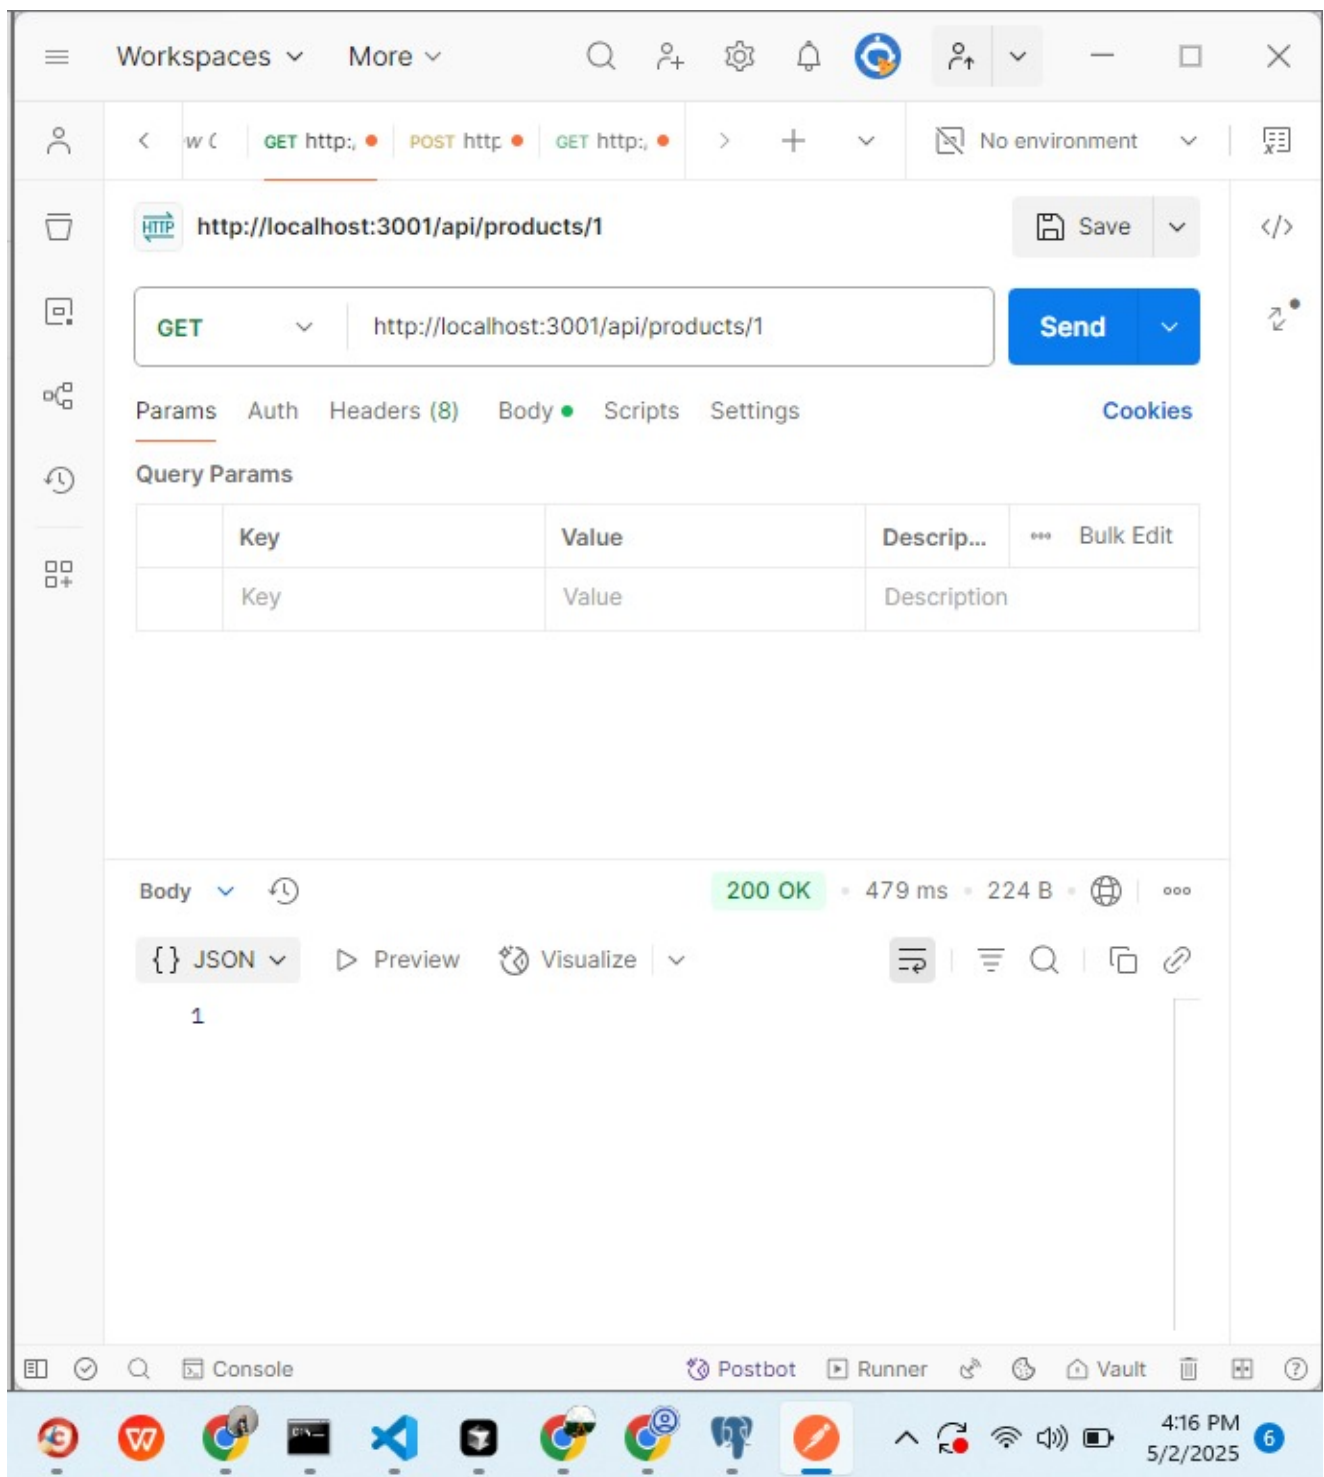 Workspaces More
w C GET http:/ POST http GET http:/ No environment
HTTP http://localhost:3001/api/products/1 Save </>
GET http://localhost:3001/api/products/1 Send
Params Auth Headers (8) Body Scripts Settings Cookies
Query Params
Key Value Descrip... Bulk Edit
Key Value Description
Body 200 OK 479 ms 224 B
{} JSON Preview Visualize
1
Console Postbot Runner Vault
4:16 PM
5/2/2025 6